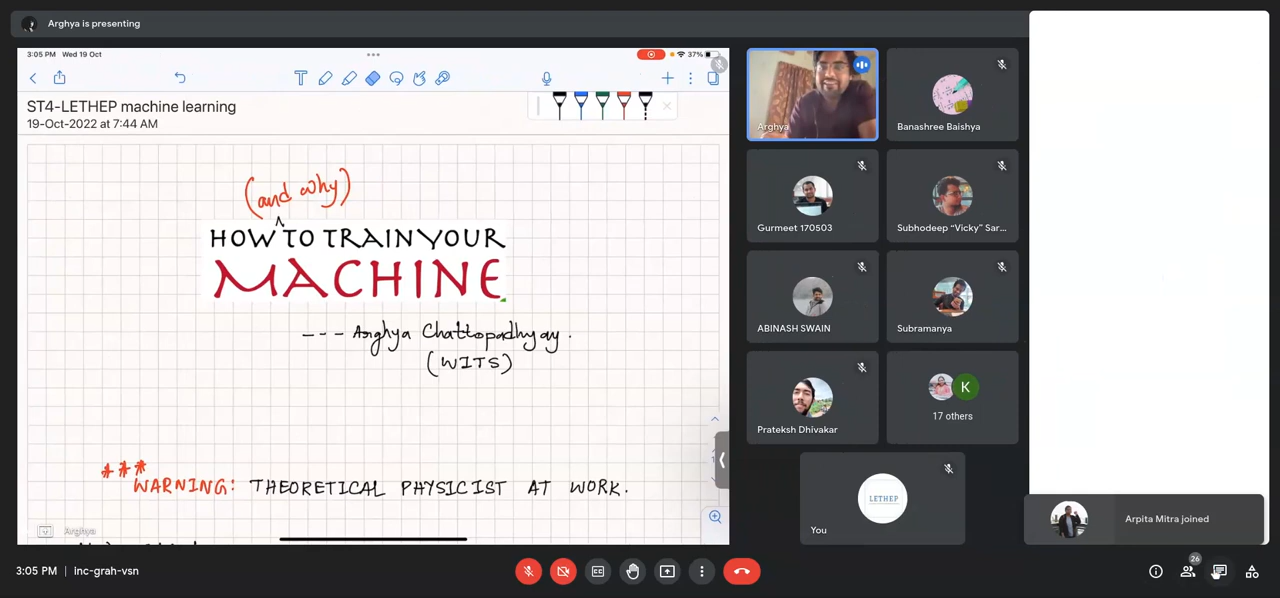 Arghya is presenting
3:05 PM Wed 19 Oct
37%
ST4-LETHEP machine learning
19-Oct-2022 at 7:44 AM
(and why)
HOW TO TRAIN YOUR
MACHINE
--- Arghya Chattopadhyay.
(WITS)
*** WARNING: THEORETICAL PHYSICIST AT WORK.
Arghya
Arghya
Banashree Baishya
Gurmeet 170503
Subhodeep “Vicky” Sar...
ABINASH SWAIN
Subramanya
Prateksh Dhivakar
K
17 others
LETHEP
You
Arpita Mitra joined
3:05 PM | lnc-grah-vsn
26